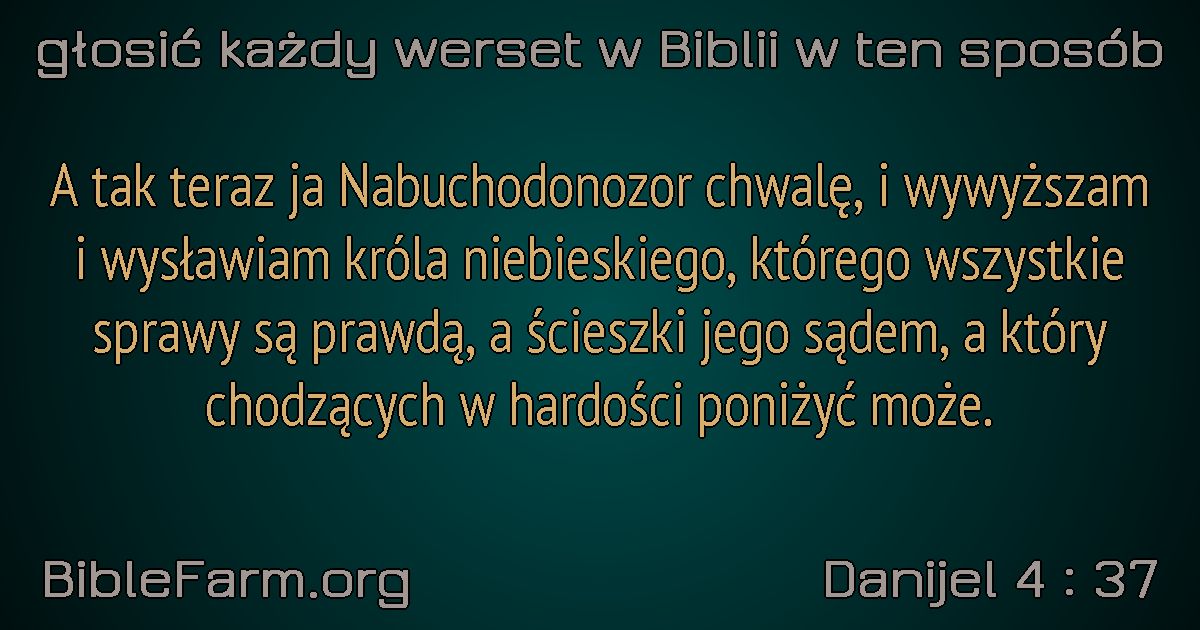 głosić każdy werset w Biblii w ten sposób
A tak teraz ja Nabuchodonozor chwalę, i wywyższam
i wysławiam króla niebieskiego, którego wszystkie
sprawy są prawdą, a ścieszki jego sądem, a który
chodzących w hardości poniżyć może.
BibleFarm.org
Danijel 4 : 37